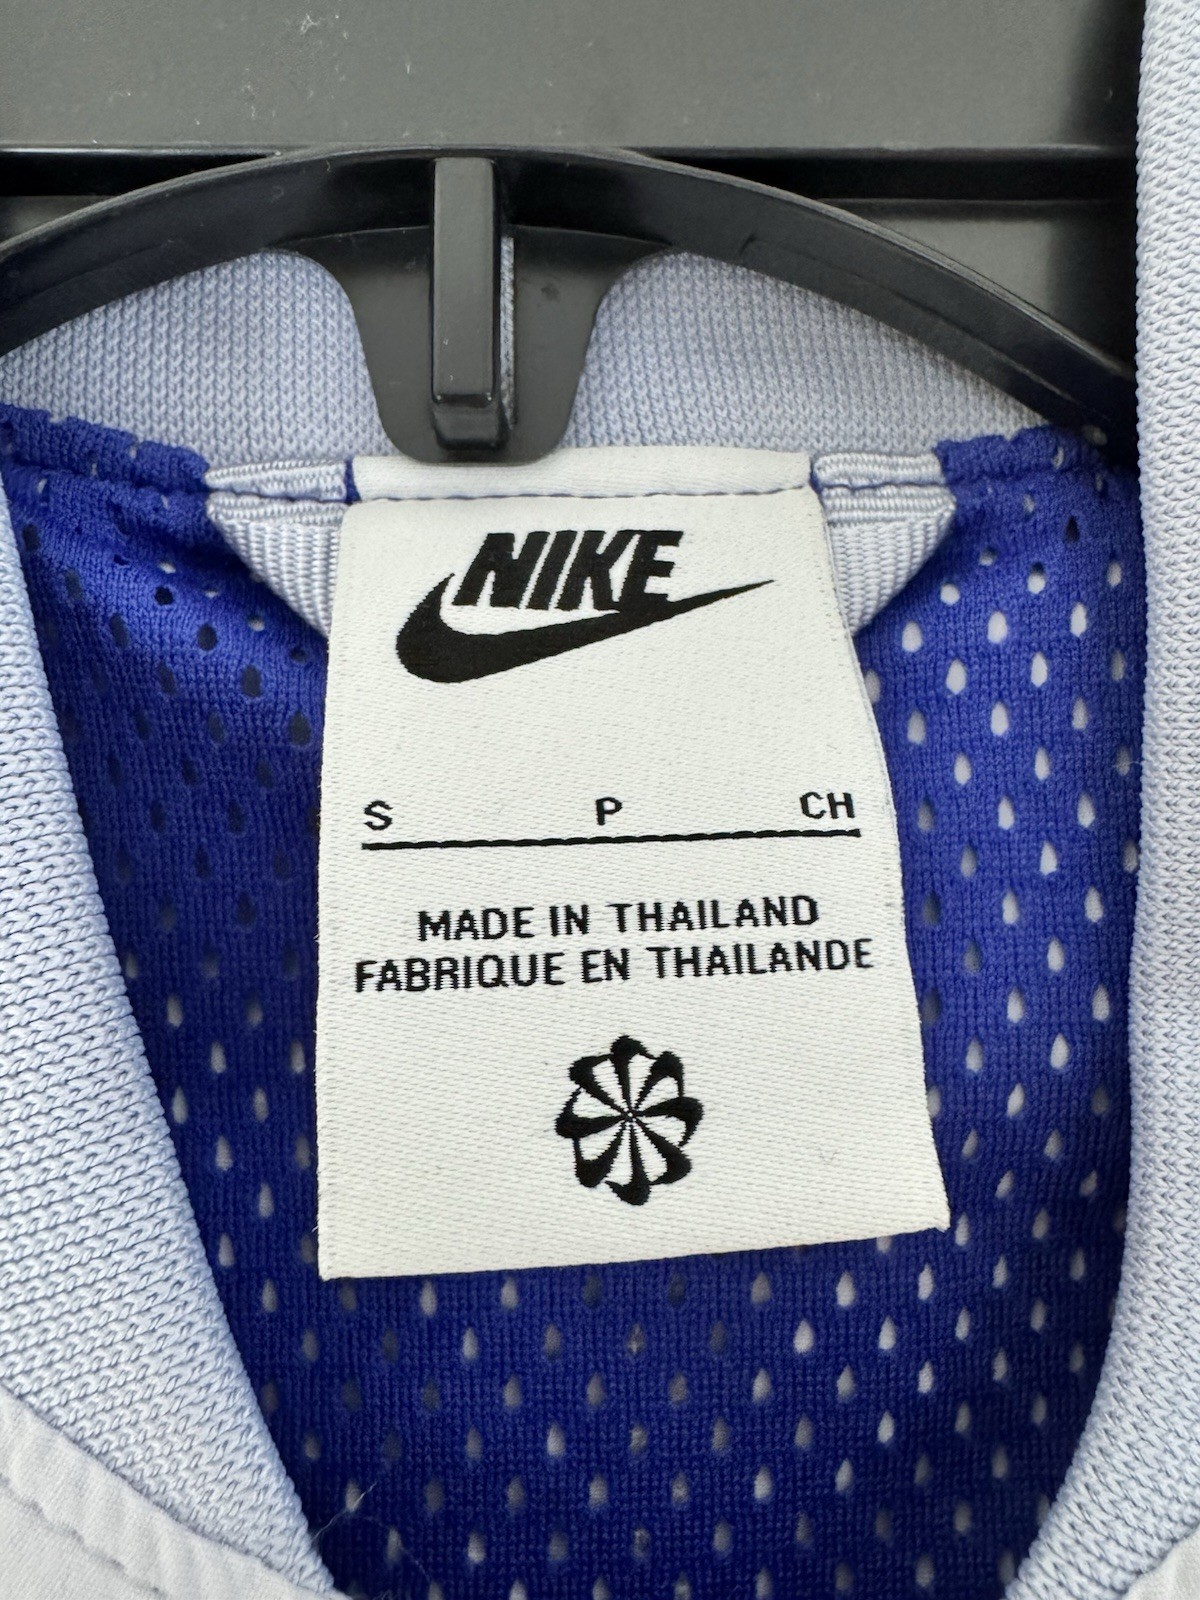 NIKE
S P CH
MADE IN THAILAND
FABRIQUE EN THAILANDE